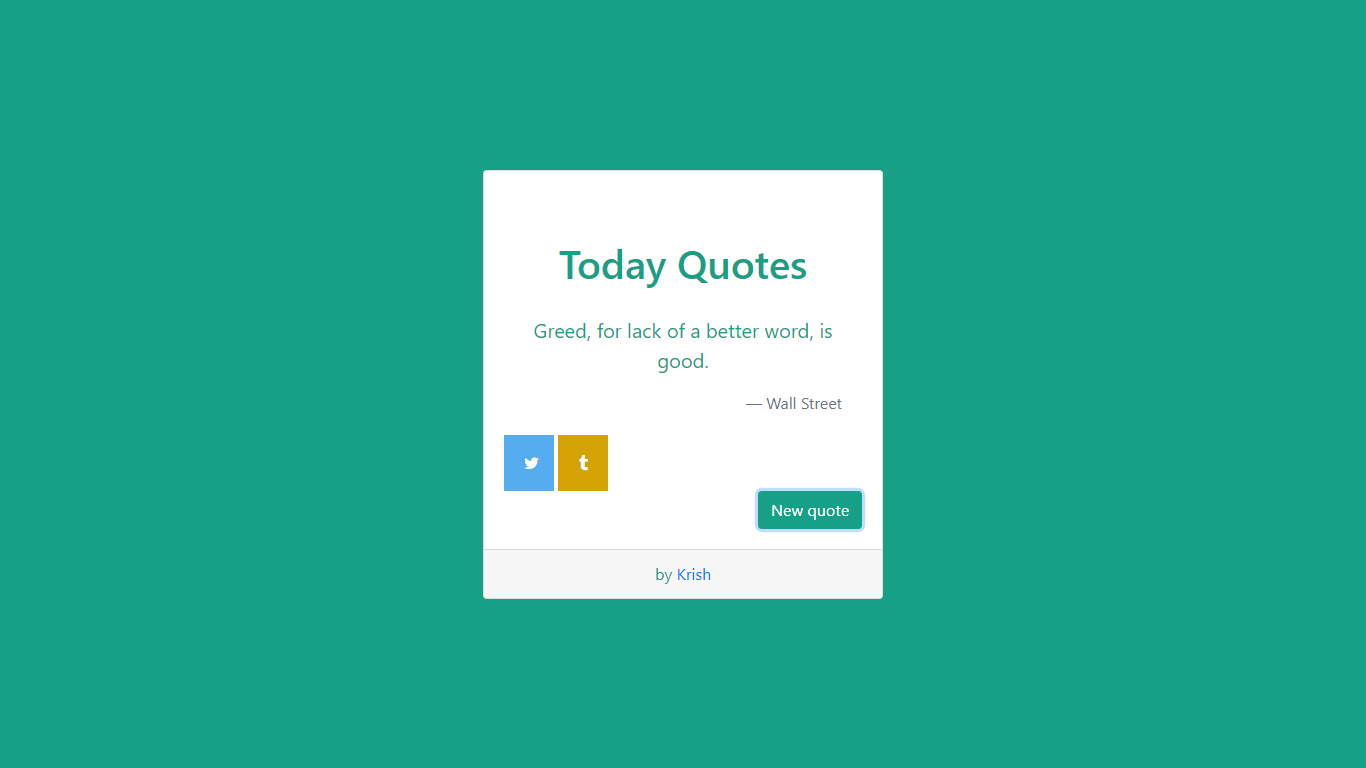 Today Quotes
Greed, for lack of a better word, is
good.
— Wall Street
New quote
by Krish